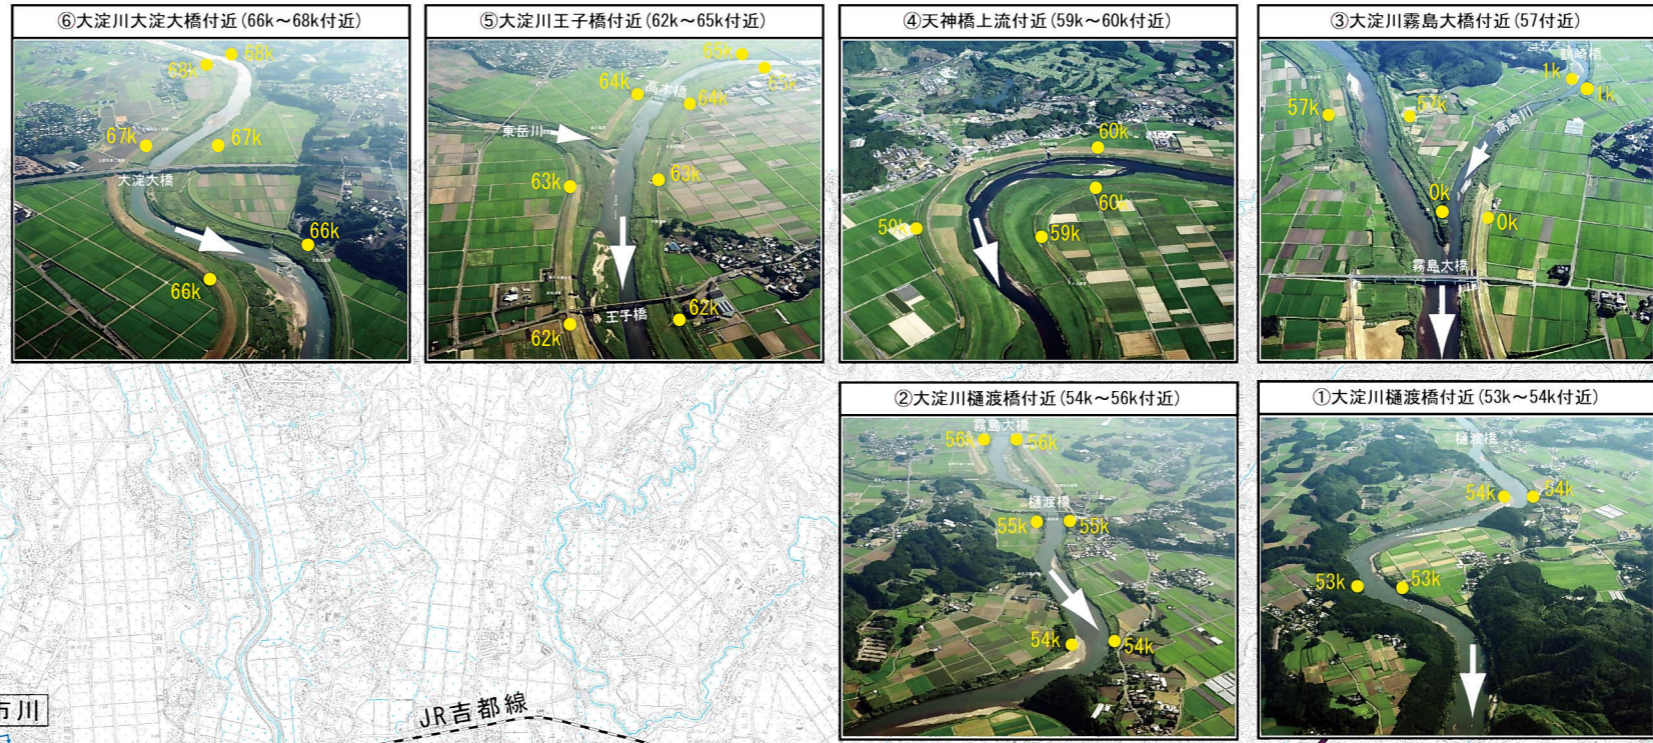 ⑥大淀川大淀大橋付近(66k～68k付近)
68k
68k
67k
67k
大淀大橋
66k
66k
⑤大淀川王子橋付近(62k～65k付近)
65k
65k
64k
高木橋
64k
東岳川
63k
63k
王子橋
62k
62k
④天神橋上流付近(59k～60k付近)
60k
60k
59k
59k
③大淀川霧島大橋付近(57付近)
鶴崎橋
1k
1k
57k
57k
高崎川
0k
0k
霧島大橋
②大淀川樋渡橋付近(54k～56k付近)
霧島大橋
56k
56k
樋渡橋
55k
55k
54k
54k
①大淀川樋渡橋付近(53k～54k付近)
樋渡橋
54k
54k
53k
53k
市川
JR吉都線